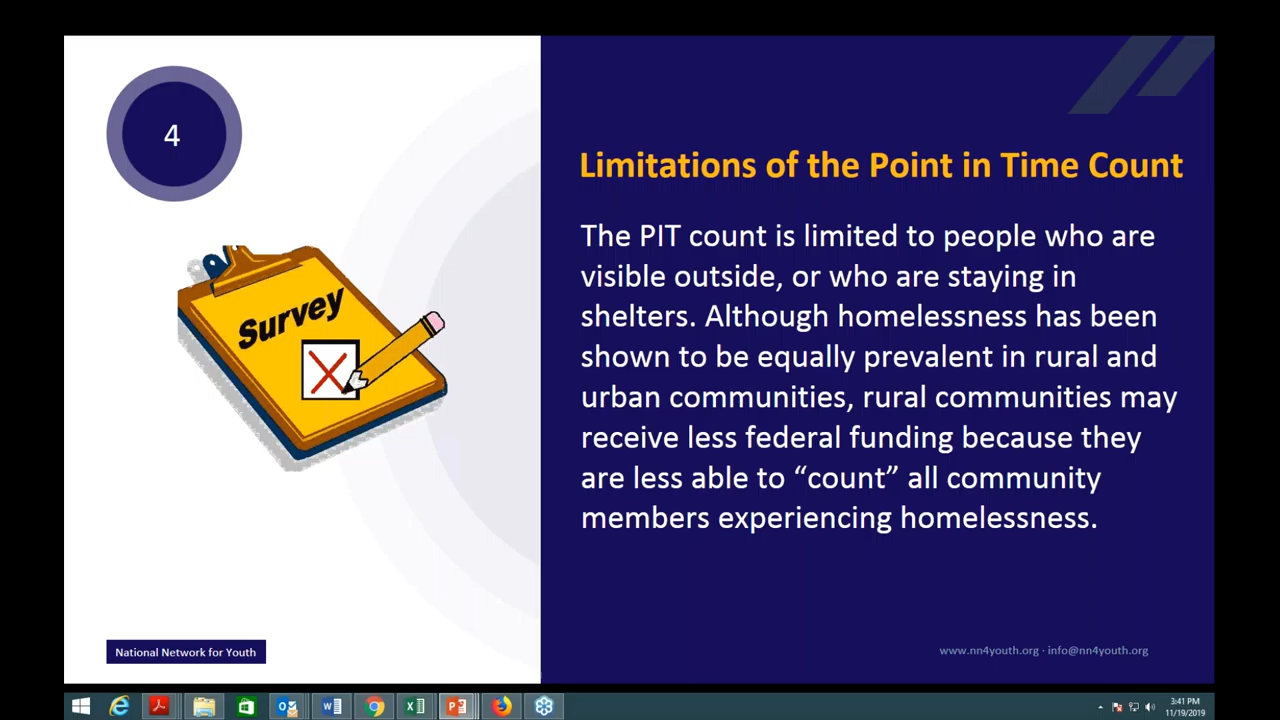 4
Survey
Limitations of the Point in Time Count
The PIT count is limited to people who are
visible outside, or who are staying in
shelters. Although homelessness has been
shown to be equally prevalent in rural and
urban communities, rural communities may
receive less federal funding because they
are less able to “count” all community
members experiencing homelessness.
National Network for Youth
www.nn4youth.org · info@nn4youth.org
3:41 PM
11/19/2019